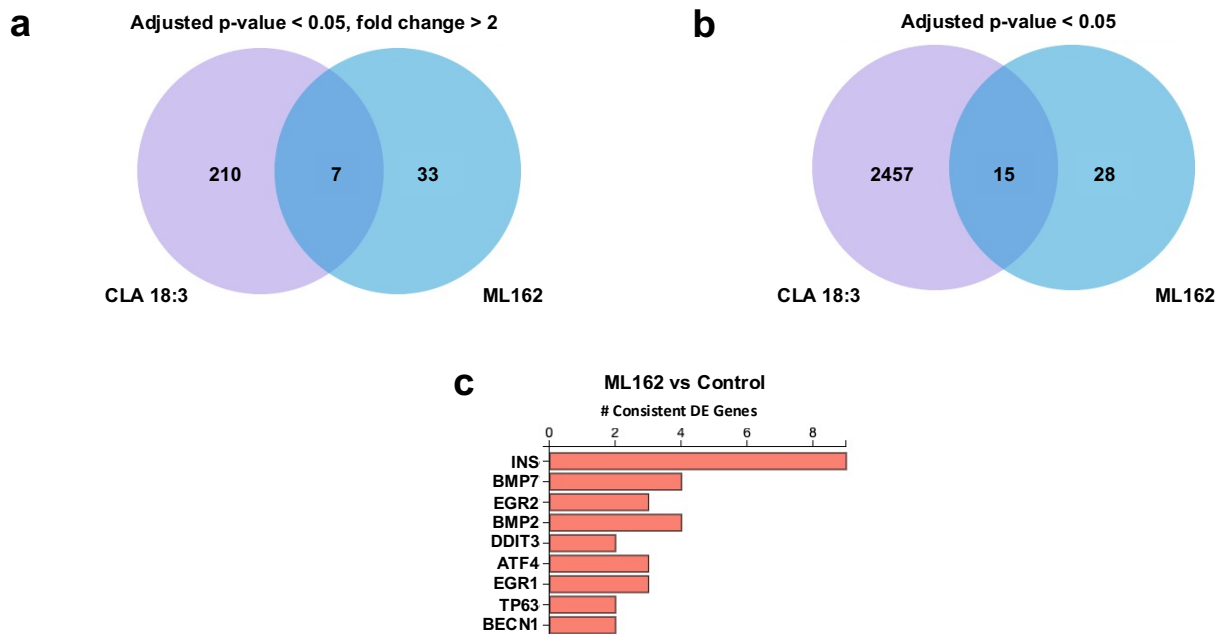 a
Adjusted p-value < 0.05, fold change > 2
210
7
33
CLA 18:3
ML162
b
Adjusted p-value < 0.05
2457
15
28
CLA 18:3
ML162
c
ML162 vs Control
# Consistent DE Genes
0 2 4 6 8
INS
BMP7
EGR2
BMP2
DDIT3
ATF4
EGR1
TP63
BECN1